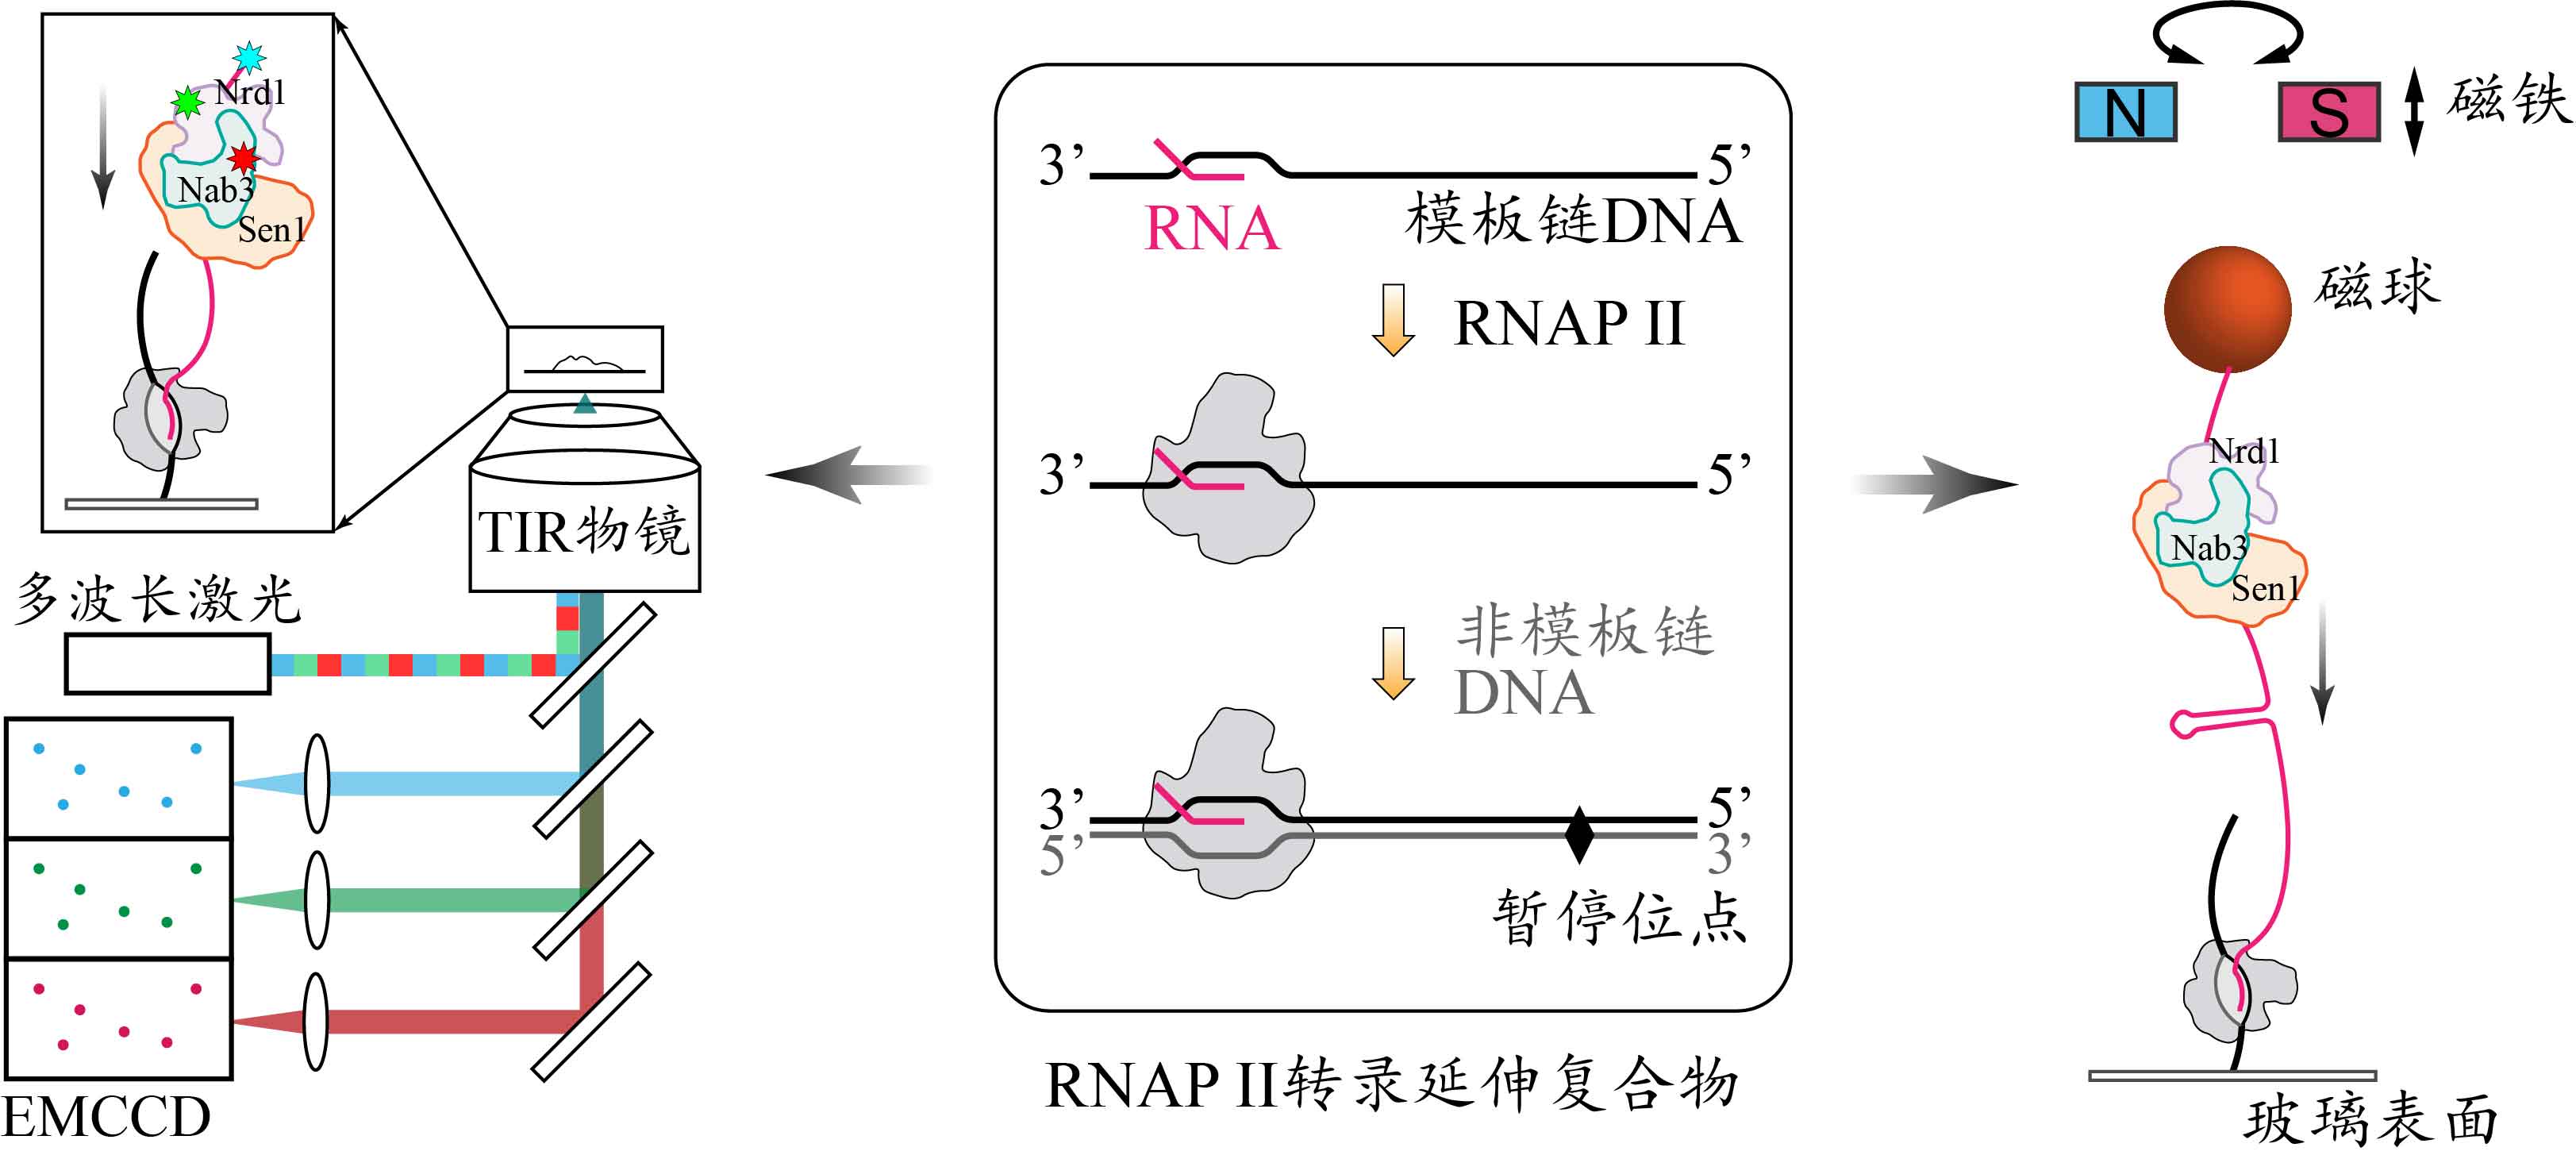 Nrd1
Nab3
Sen1
TIR物镜
多波长激光
EMCCD
3’
5’
RNA
模板链DNA
RNAP II
3’
5’
非模板链
DNA
3’
5’
5’
3’
暂停位点
RNAP II转录延伸复合物
N
S
磁铁
磁球
Nrd1
Nab3
Sen1
玻璃表面